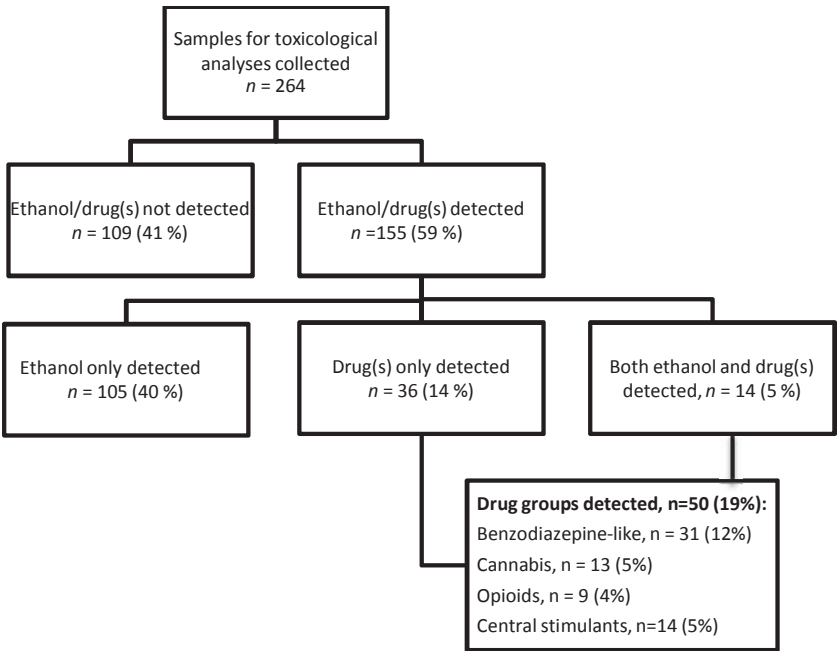 Samples for toxicological
analyses collected
n = 264
Ethanol/drug(s) not detected
n = 109 (41 %)
Ethanol/drug(s) detected
n =155 (59 %)
Ethanol only detected
n = 105 (40 %)
Drug(s) only detected
n = 36 (14 %)
Both ethanol and drug(s)
detected, n = 14 (5 %)
Drug groups detected, n=50 (19%):
Benzodiazepine-like, n = 31 (12%)
Cannabis, n = 13 (5%)
Opioids, n = 9 (4%)
Central stimulants, n=14 (5%)